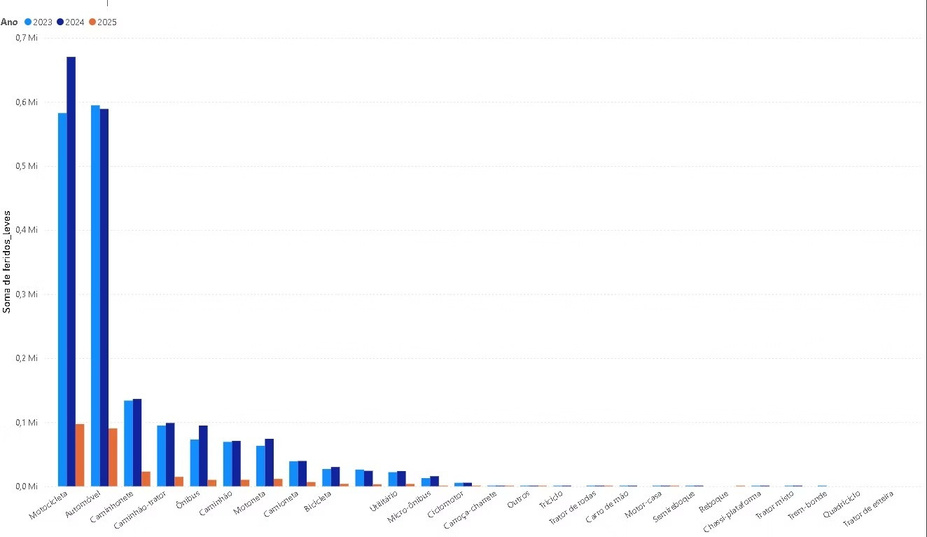 Ano 2023 2024 2025
0,7 Mi
0,6 Mi
0,5 Mi
0,4 Mi
0,3 Mi
0,2 Mi
0,1 Mi
0,0 Mi
Soma de feridos_leves
Motocicleta
Automóvel
Caminhonete
Caminhão-trator
Ônibus
Caminhão
Motoneta
Camioneta
Bicicleta
Utilitário
Micro-ônibus
Ciclomotor
Carroça-charrete
Outros
Triciclo
Trator de rodas
Carro de mão
Motor-casa
Semireboque
Reboque
Chassi-plataforma
Trator misto
Trem-bonde
Quadriciclo
Trator de esteira